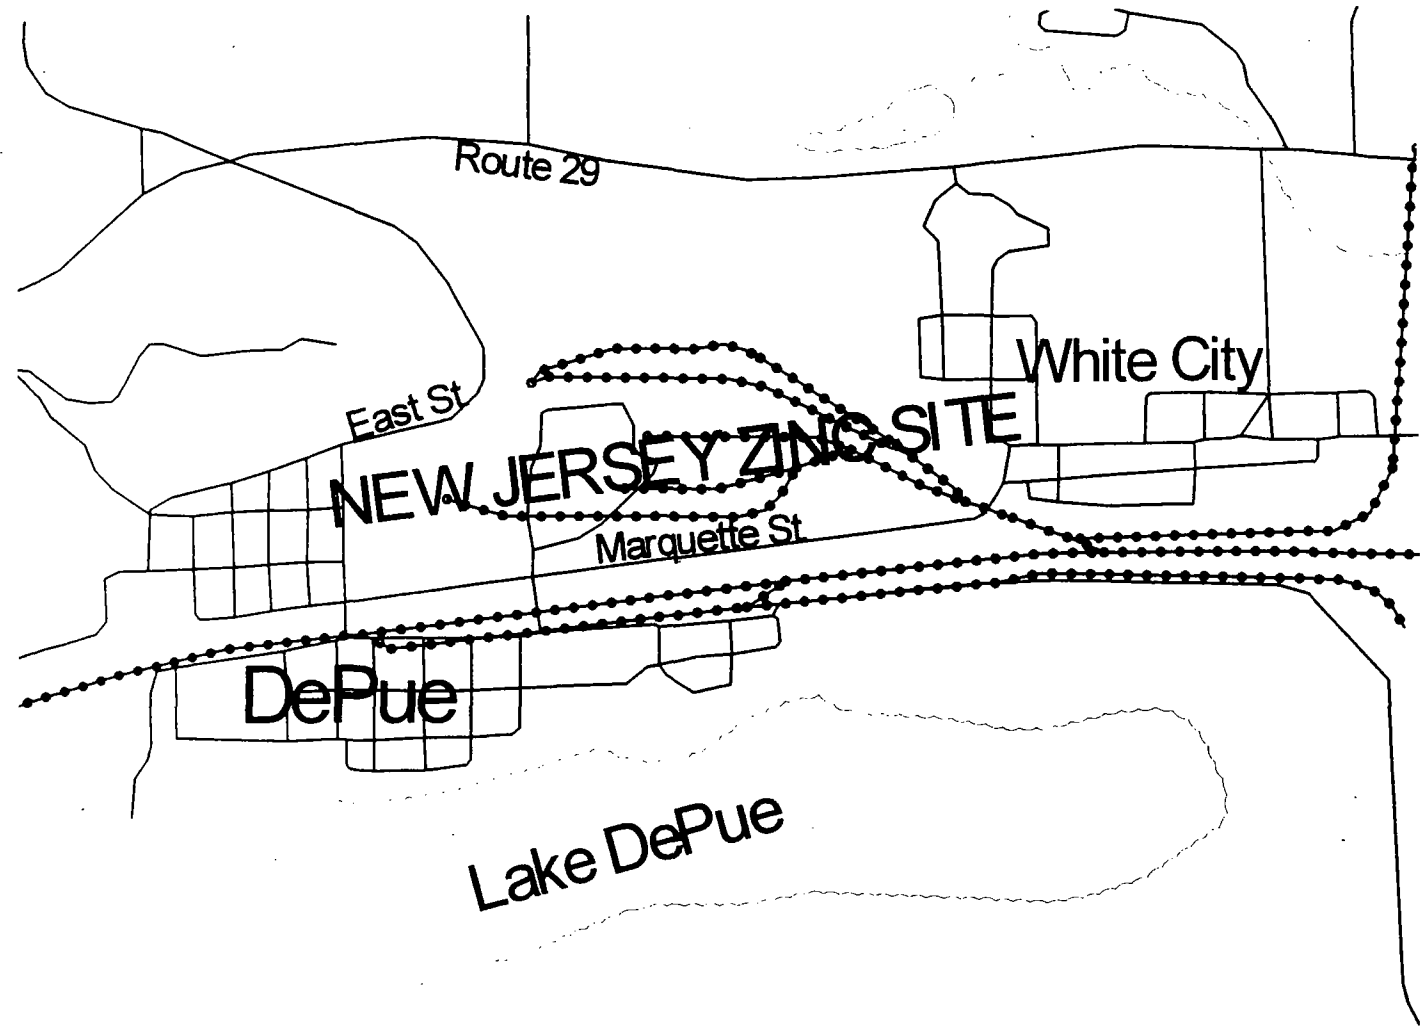 Route 29
White City
East St
NEW JERSEY ZINC SITE
Marquette St
DePue
Lake DePue